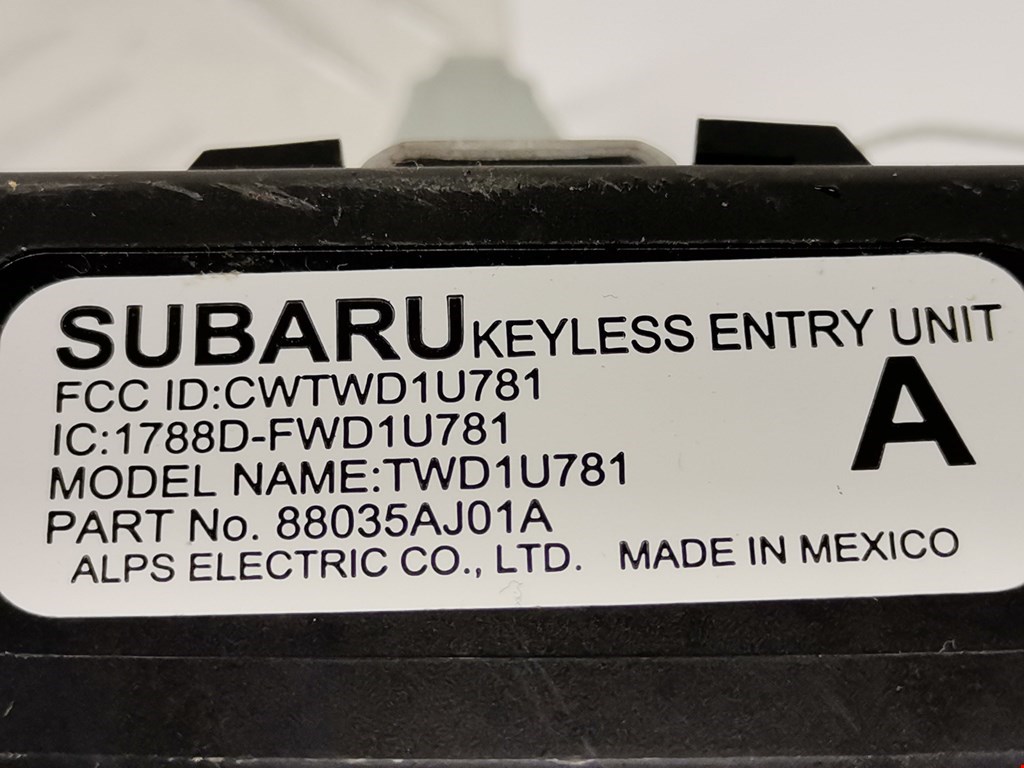 SUBARU KEYLESS ENTRY UNIT
FCC ID:CWTWD1U781
A
IC:1788D-FWD1U781
MODEL NAME:TWD1U781
PART No. 88035AJ01A
ALPS ELECTRIC CO., LTD. MADE IN MEXICO